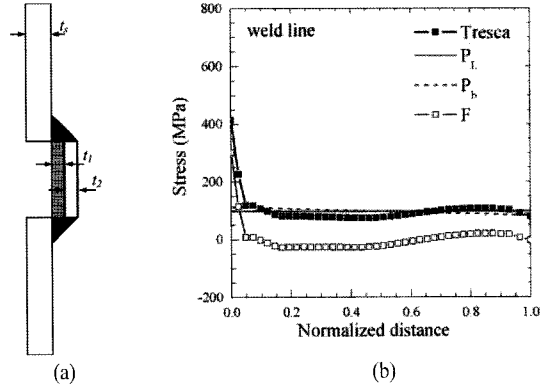 t_s
t_1
t_2
(a)
weld line
Tresca
P_L
P_b
F
Stress (MPa)
800
600
400
200
0
-200
0.0 0.2 0.4 0.6 0.8 1.0
Normalized distance
(b)